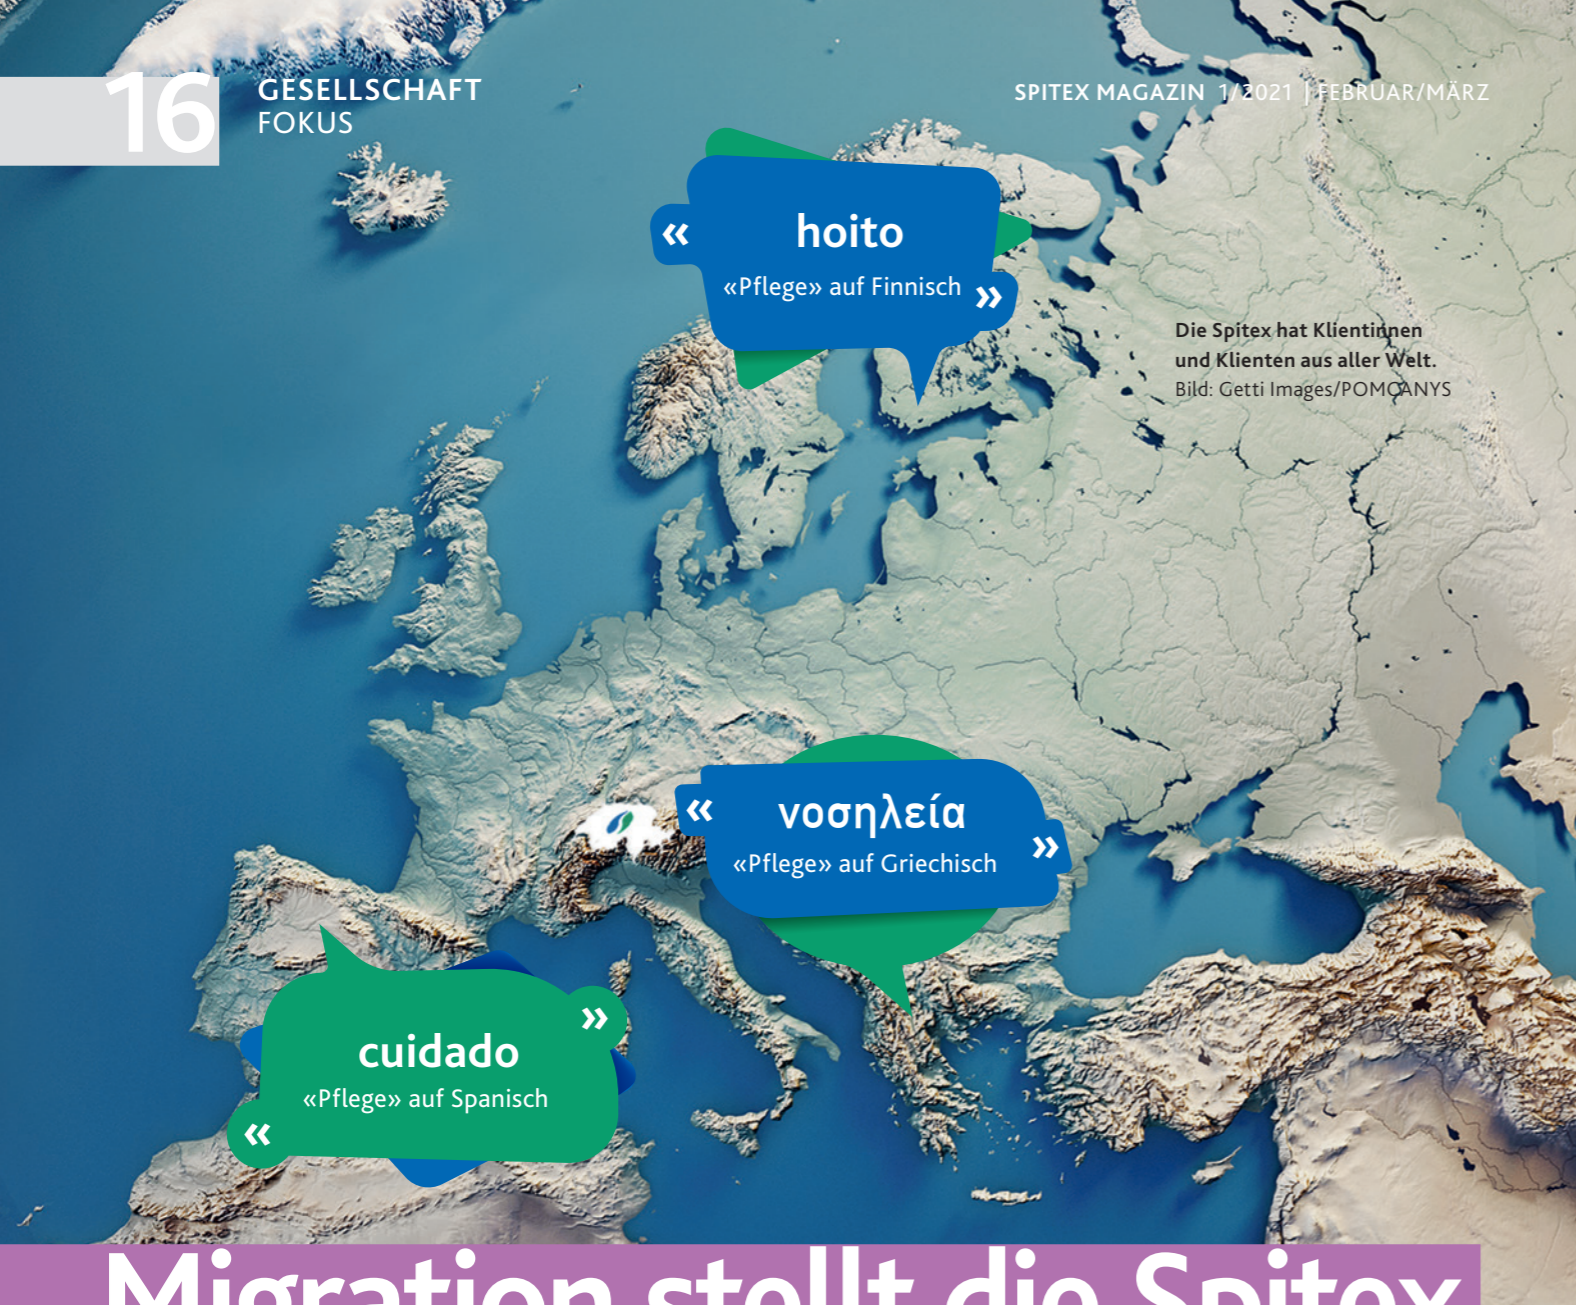 16
GESELLSCHAFT
FOKUS
SPITEX MAGAZIN 1/2021 | FEBRUAR/MÄRZ
« hoito
«Pflege» auf Finnisch »
Die Spitex hat Klientinnen
und Klienten aus aller Welt.
Bild: Getti Images/POMCANYS
« νοσηλεία
«Pflege» auf Griechisch »
»
cuidado
«Pflege» auf Spanisch
«
Migration stellt die Spitex